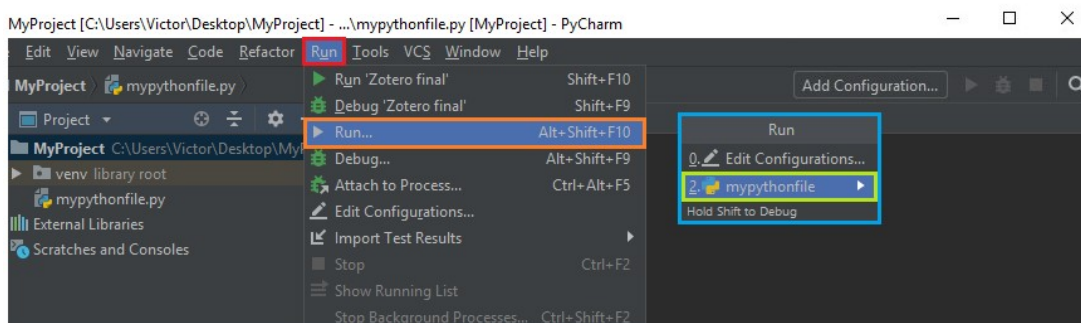 MyProject [C:\Users\Victor\Desktop\MyProject] - ...\mypythonfile.py [MyProject] - PyCharm
Edit View Navigate Code Refactor Run Tools VCS Window Help
MyProject mypythonfile.py
Add Configuration...
Project
MyProject C:\Users\Victor\Desktop\My
venv library root
mypythonfile.py
External Libraries
Scratches and Consoles
Run 'Zotero final' Shift+F10
Debug 'Zotero final' Shift+F9
Run... Alt+Shift+F10
Debug... Alt+Shift+F9
Attach to Process... Ctrl+Alt+F5
Edit Configurations...
Import Test Results
Stop Ctrl+F2
Show Running List
Stop Background Processes... Ctrl+Shift+F2
Run
0. Edit Configurations...
2. mypythonfile
Hold Shift to Debug